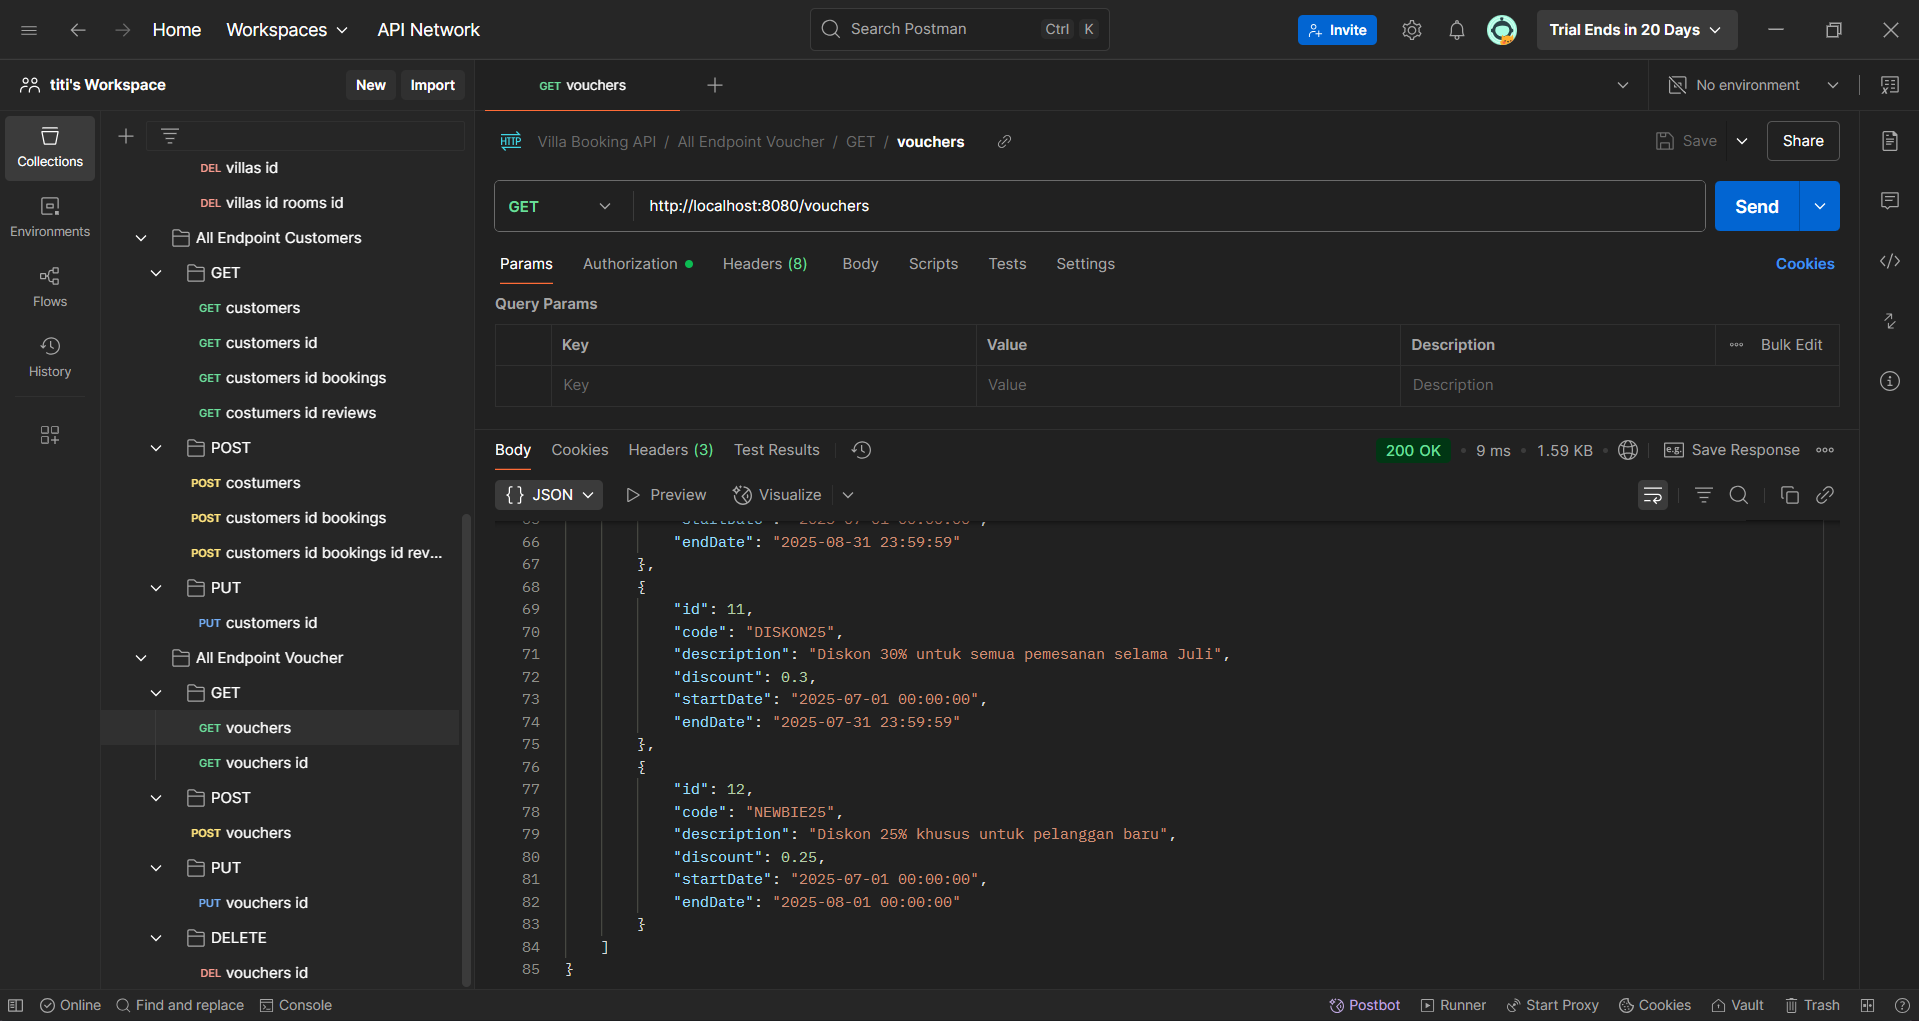 Home
Workspaces
API Network
Search Postman
Ctrl
K
Invite
Trial Ends in 20 Days
titi's Workspace
New
Import
GET vouchers
No environment
Collections
Environments
Flows
History
DEL villas id
DEL villas id rooms id
All Endpoint Customers
GET
GET customers
GET customers id
GET customers id bookings
GET costumers id reviews
POST
POST costumers
POST customers id bookings
POST customers id bookings id rev...
PUT
PUT customers id
All Endpoint Voucher
GET
GET vouchers
GET vouchers id
POST
POST vouchers
PUT
PUT vouchers id
DELETE
DEL vouchers id
HTTP Villa Booking API / All Endpoint Voucher / GET / vouchers
Save
Share
GET http://localhost:8080/vouchers
Send
Params Authorization Headers (8) Body Scripts Tests Settings
Cookies
Query Params
Key Value Description Bulk Edit
Key Value Description
Body Cookies Headers (3) Test Results
200 OK • 9 ms • 1.59 KB •
e.g. Save Response
{} JSON Preview Visualize
65 "startDate": "2025-07-01 00:00:00",
66 "endDate": "2025-08-31 23:59:59"
67 },
68 {
69 "id": 11,
70 "code": "DISKON25",
71 "description": "Diskon 30% untuk semua pemesanan selama Juli",
72 "discount": 0.3,
73 "startDate": "2025-07-01 00:00:00",
74 "endDate": "2025-07-31 23:59:59"
75 },
76 {
77 "id": 12,
78 "code": "NEWBIE25",
79 "description": "Diskon 25% khusus untuk pelanggan baru",
80 "discount": 0.25,
81 "startDate": "2025-07-01 00:00:00",
82 "endDate": "2025-08-01 00:00:00"
83 }
84 ]
85 }
Online Find and replace Console
Postbot Runner Start Proxy Cookies Vault Trash